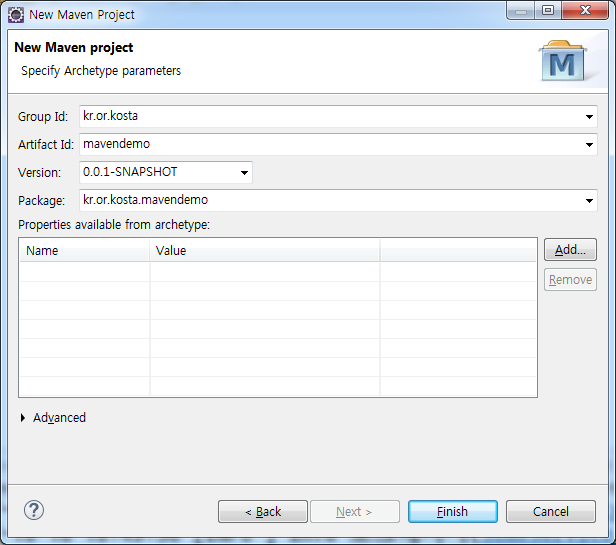 New Maven Project
New Maven project
Specify Archetype parameters
M
Group Id: kr.or.kosta
Artifact Id: mavendemo
Version: 0.0.1-SNAPSHOT
Package: kr.or.kosta.mavendemo
Properties available from archetype:
Name Value
Add...
Remove
Advanced
? < Back Next > Finish Cancel